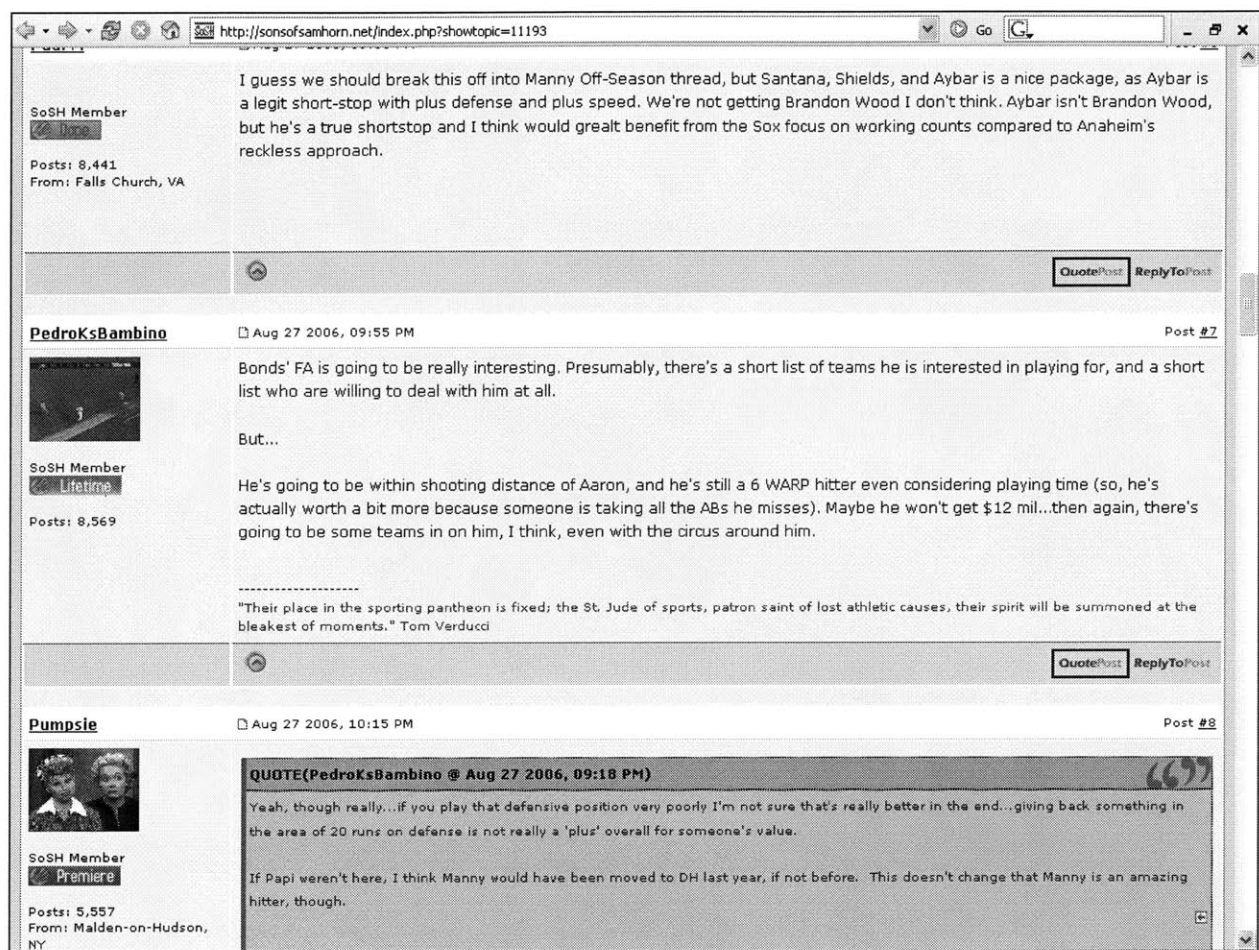 SoSH http://sonsofsamhorn.net/index.php?showtopic=11193 Go G
I guess we should break this off into Manny Off-Season thread, but Santana, Shields, and Aybar is a nice package, as Aybar is
a legit short-stop with plus defense and plus speed. We're not getting Brandon Wood I don't think. Aybar isn't Brandon Wood,
but he's a true shortstop and I think would grealt benefit from the Sox focus on working counts compared to Anaheim's
reckless approach.
SoSH Member
Posts: 8,441
From: Falls Church, VA
QuotePost ReplyToPost
PedroKsBambino Aug 27 2006, 09:55 PM Post #7
Bonds' FA is going to be really interesting. Presumably, there's a short list of teams he is interested in playing for, and a short
list who are willing to deal with him at all.
But...
He's going to be within shooting distance of Aaron, and he's still a 6 WARP hitter even considering playing time (so, he's
actually worth a bit more because someone is taking all the ABs he misses). Maybe he won't get $12 mil...then again, there's
going to be some teams in on him, I think, even with the circus around him.
SoSH Member
Lifetime
Posts: 8,569
--------------------
"Their place in the sporting pantheon is fixed; the St. Jude of sports, patron saint of lost athletic causes, their spirit will be summoned at the
bleakest of moments." Tom Verducci
QuotePost ReplyToPost
Pumpsie Aug 27 2006, 10:15 PM Post #8
QUOTE(PedroKsBambino @ Aug 27 2006, 09:18 PM)
Yeah, though really...if you play that defensive position very poorly I'm not sure that's really better in the end...giving back something in
the area of 20 runs on defense is not really a 'plus' overall for someone's value.
If Papi weren't here, I think Manny would have been moved to DH last year, if not before. This doesn't change that Manny is an amazing
hitter, though.
SoSH Member
Premiere
Posts: 5,557
From: Malden-on-Hudson,
NY